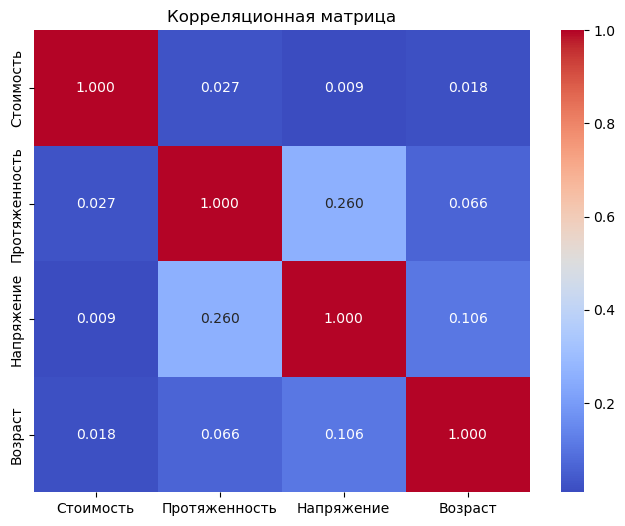 Корреляционная матрица
Стоимость 1.000 0.027 0.009 0.018
Протяженность 0.027 1.000 0.260 0.066
Напряжение 0.009 0.260 1.000 0.106
Возраст 0.018 0.066 0.106 1.000
Стоимость Протяженность Напряжение Возраст
1.0
0.8
0.6
0.4
0.2